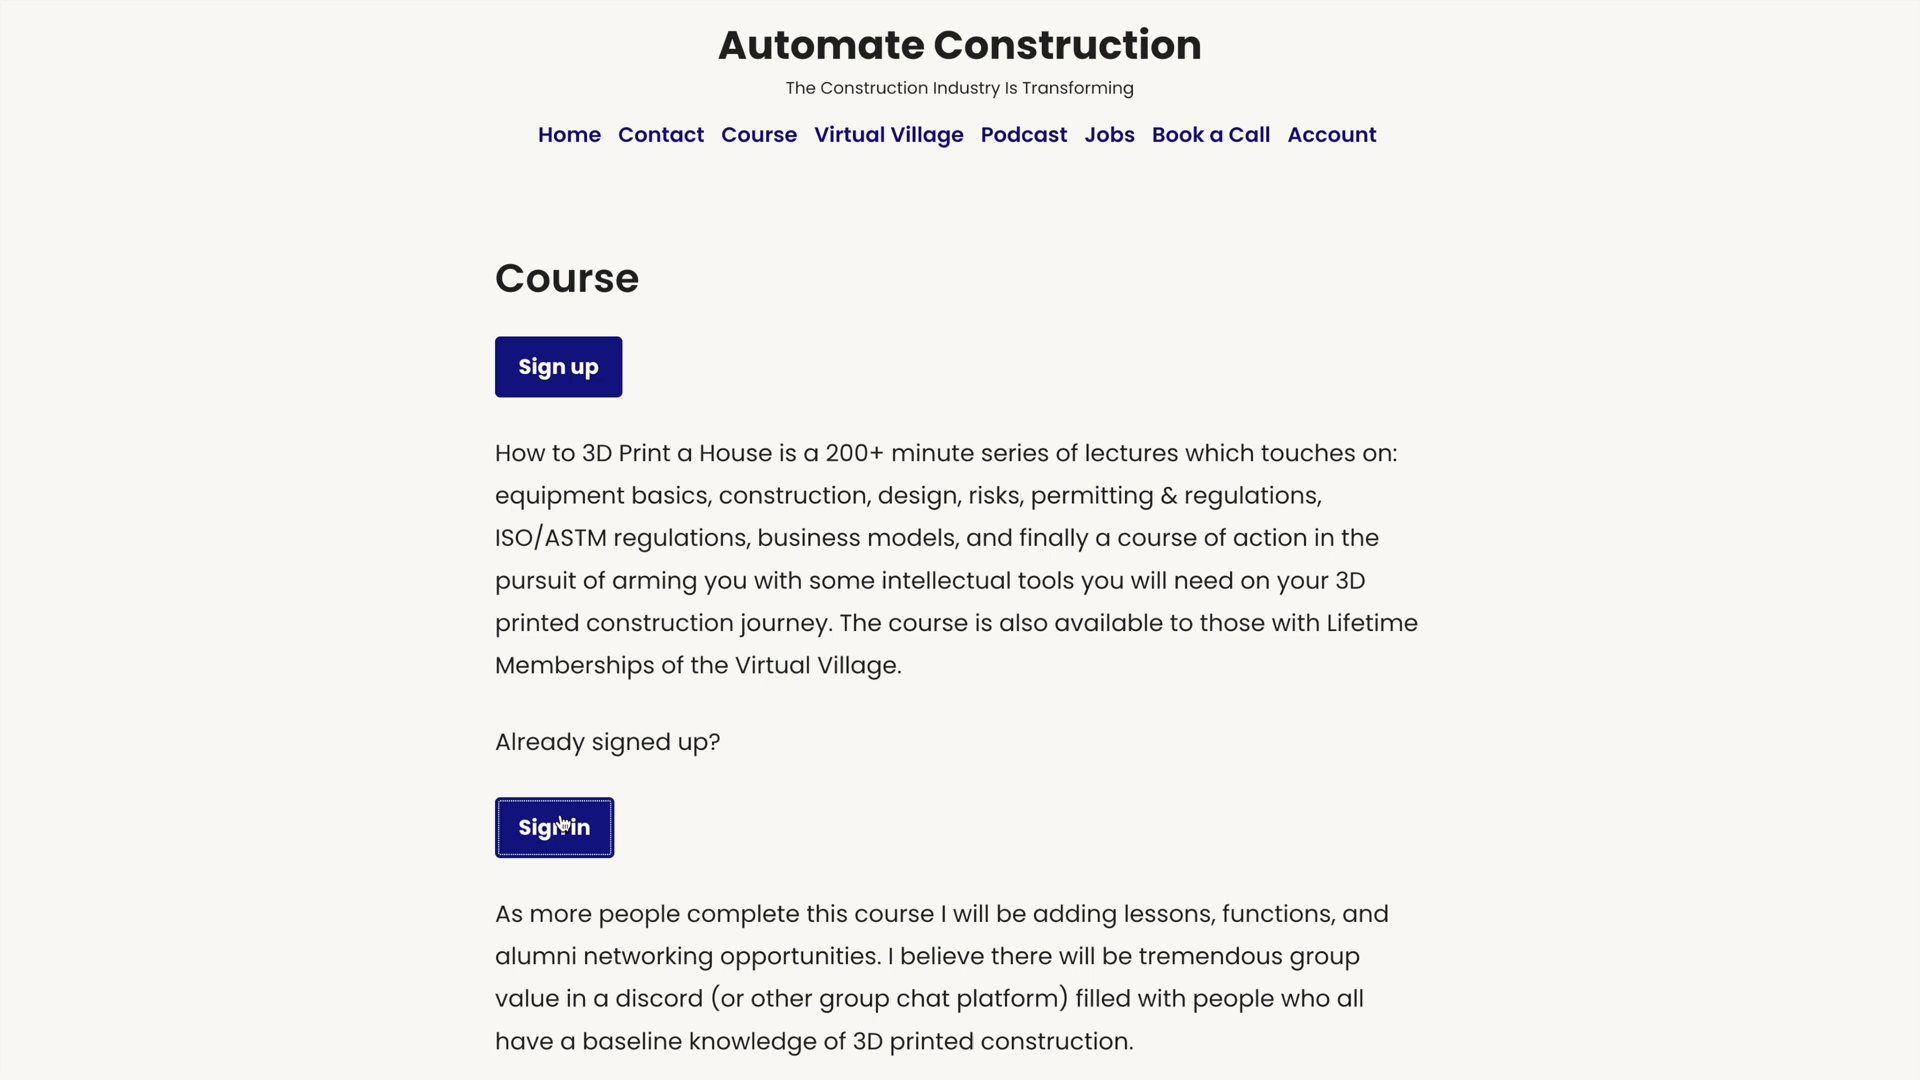 Automate Construction
The Construction Industry Is Transforming
Home Contact Course Virtual Village Podcast Jobs Book a Call Account
Course
Sign up
How to 3D Print a House is a 200+ minute series of lectures which touches on:
equipment basics, construction, design, risks, permitting & regulations,
ISO/ASTM regulations, business models, and finally a course of action in the
pursuit of arming you with some intellectual tools you will need on your 3D
printed construction journey. The course is also available to those with Lifetime
Memberships of the Virtual Village.
Already signed up?
Sign in
As more people complete this course I will be adding lessons, functions, and
alumni networking opportunities. I believe there will be tremendous group
value in a discord (or other group chat platform) filled with people who all
have a baseline knowledge of 3D printed construction.